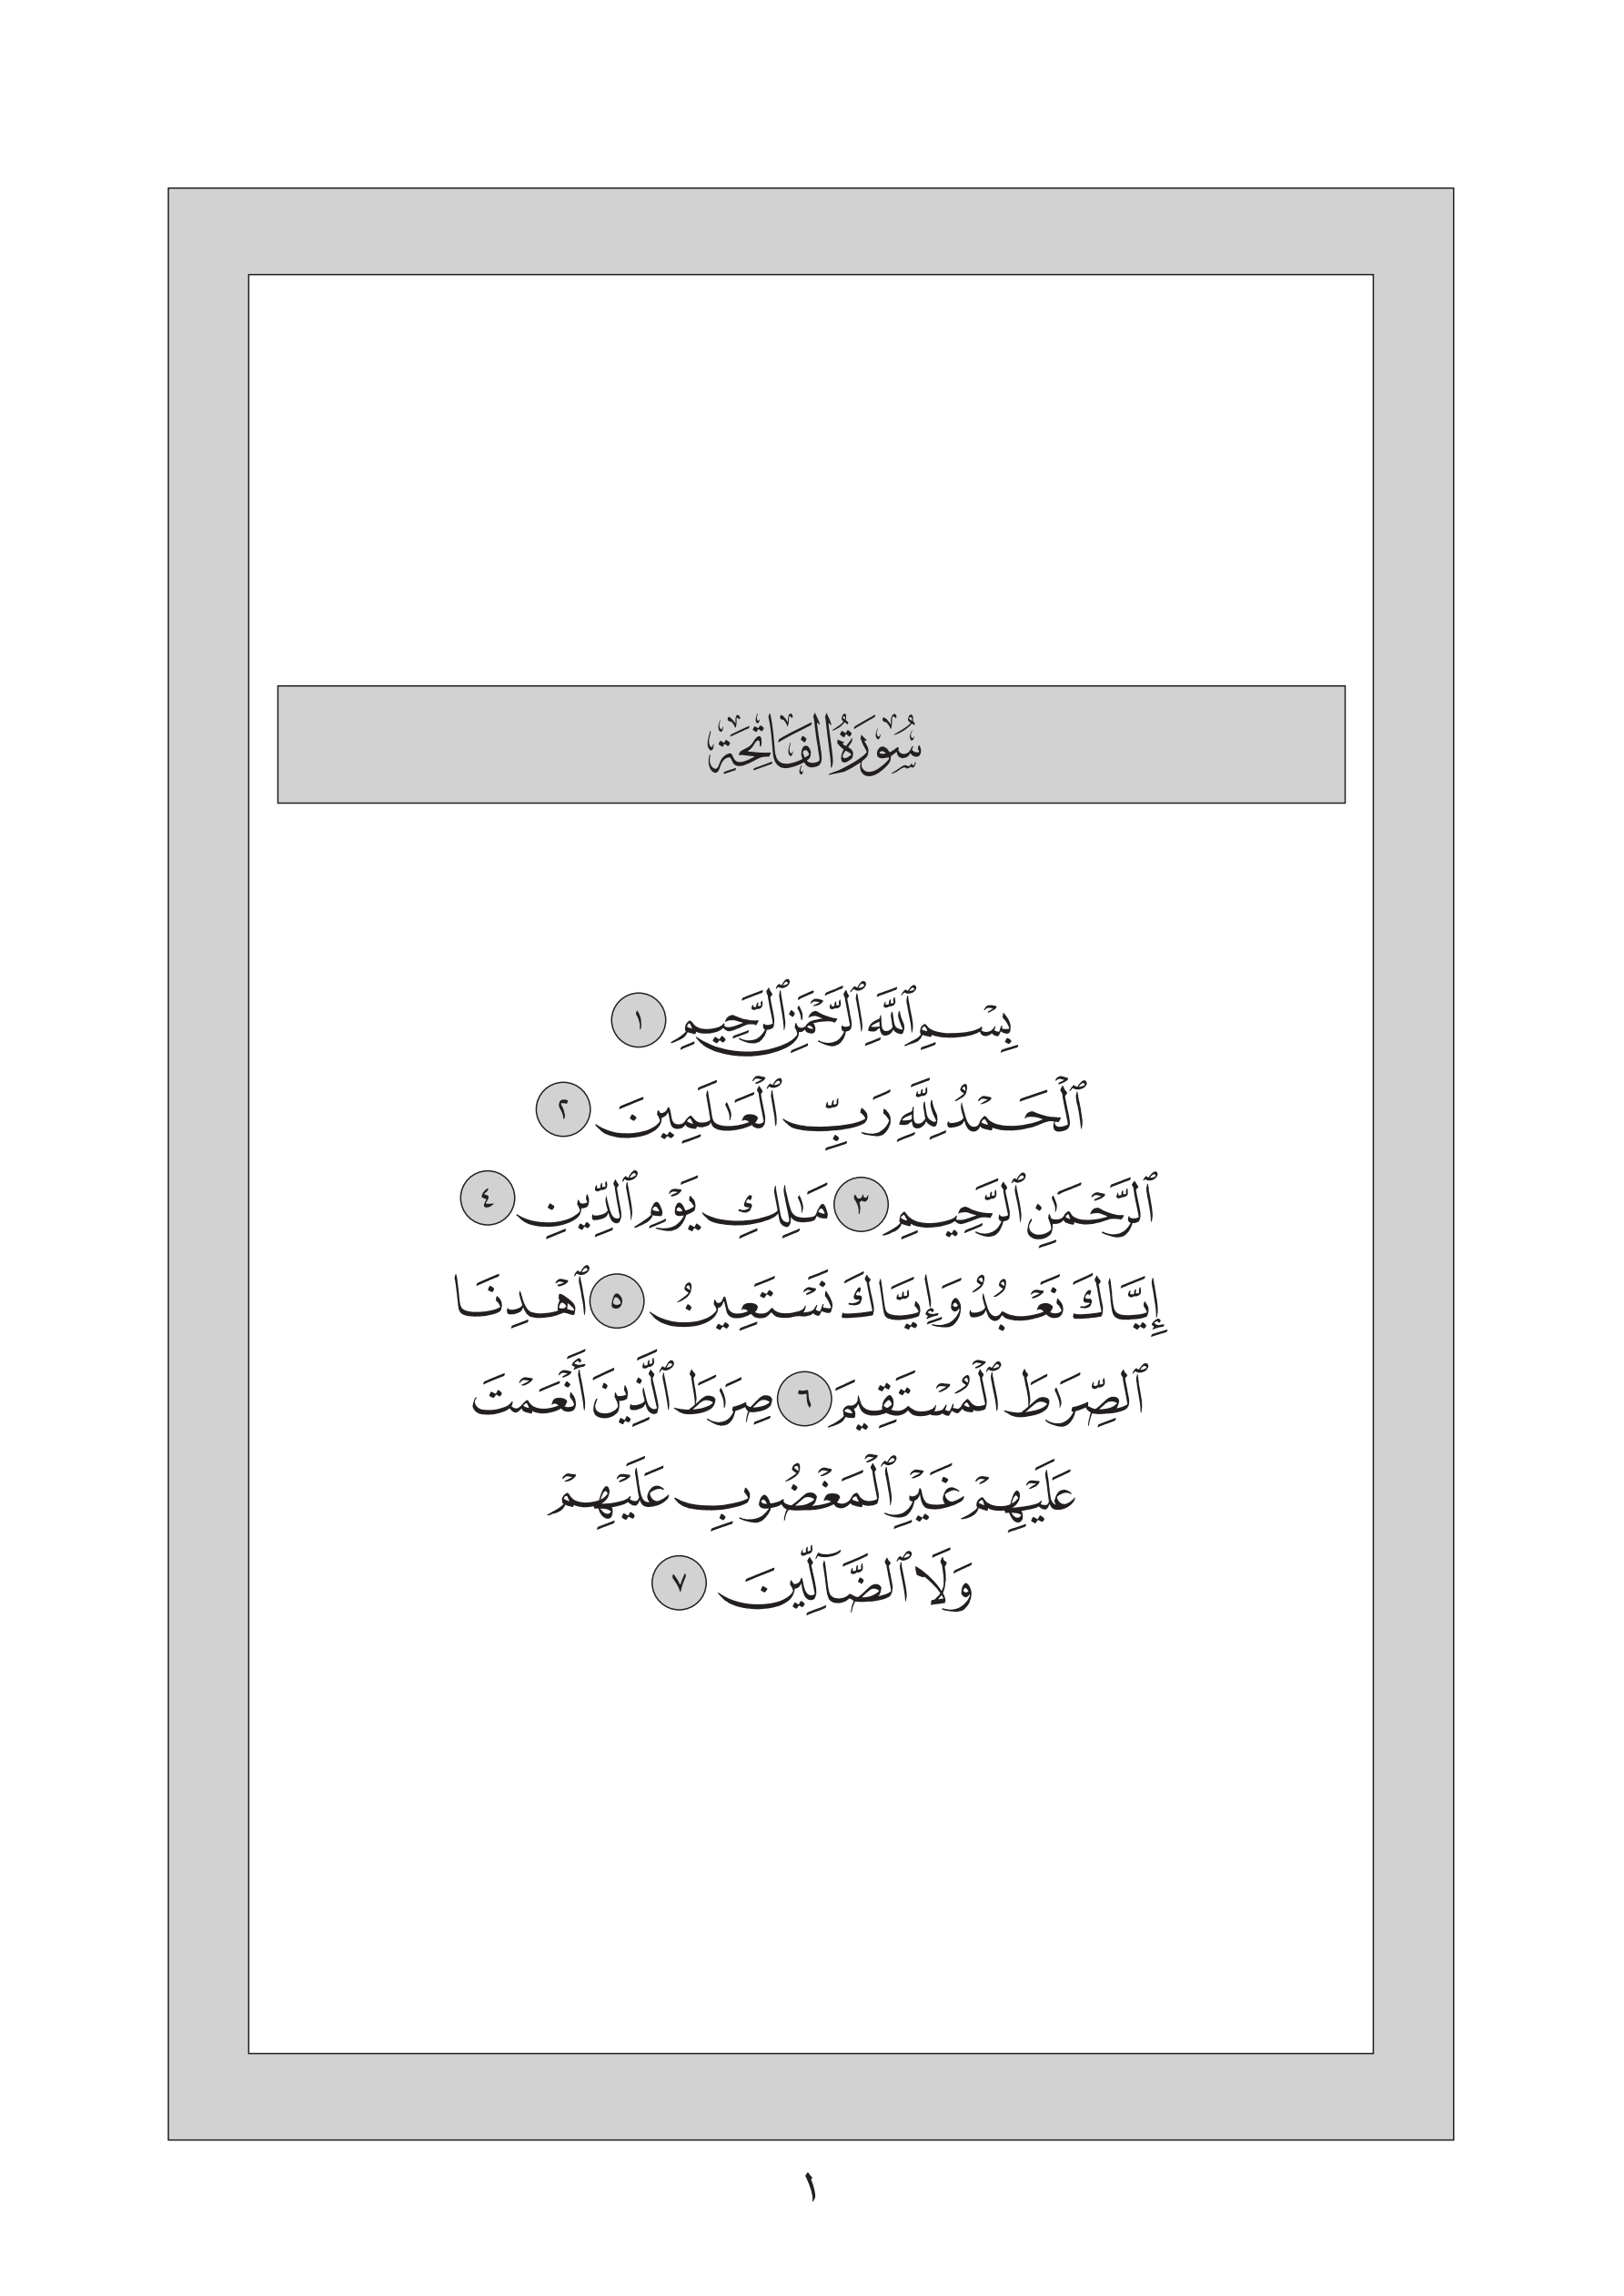 سُورَةُ الفَاتِحَةِ
بِسۡمِ ٱللَّهِ ٱلرَّحۡمَٰنِ ٱلرَّحِيمِ ١
ٱلۡحَمۡدُ لِلَّهِ رَبِّ ٱلۡعَٰلَمِينَ ٢
ٱلرَّحۡمَٰنِ ٱلرَّحِيمِ ٣ مَٰلِكِ يَوۡمِ ٱلدِّينِ ٤
إِيَّاكَ نَعۡبُدُ وَإِيَّاكَ نَسۡتَعِينُ ٥ ٱهۡدِنَا
ٱلصِّرَٰطَ ٱلۡمُسۡتَقِيمَ ٦ صِرَٰطَ ٱلَّذِينَ أَنۡعَمۡتَ
عَلَيۡهِمۡ غَيۡرِ ٱلۡمَغۡضُوبِ عَلَيۡهِمۡ
وَلَا ٱلضَّآلِّينَ ٧
١